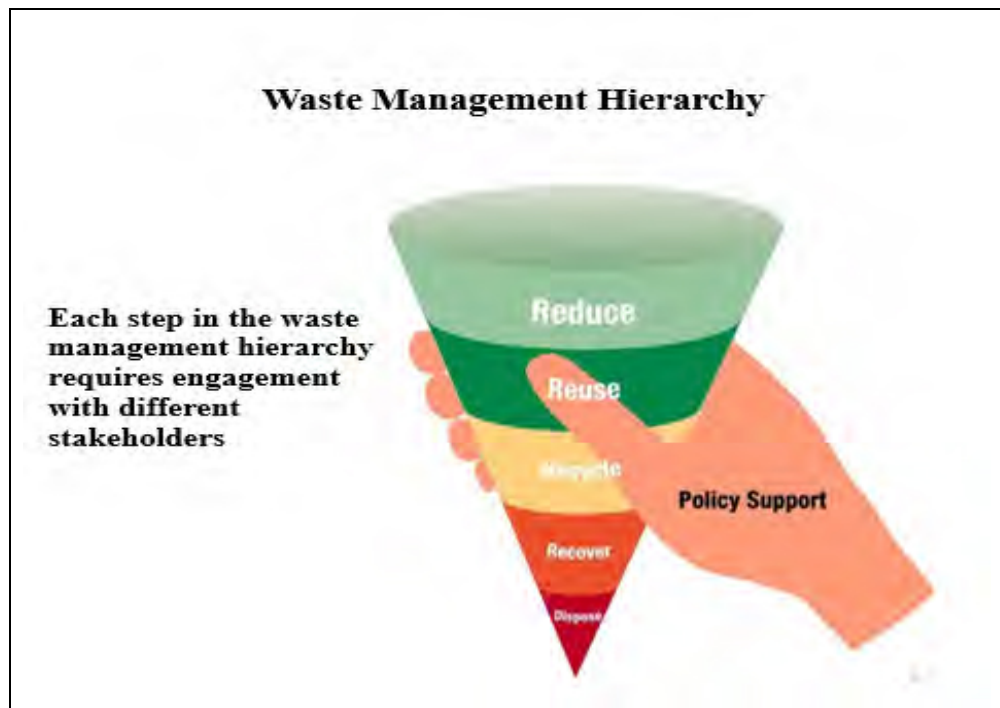 Waste Management Hierarchy
Each step in the waste
management hierarchy
requires engagement
with different
stakeholders
Reduce
Reuse
Recycle
Policy Support
Recover
Dispose